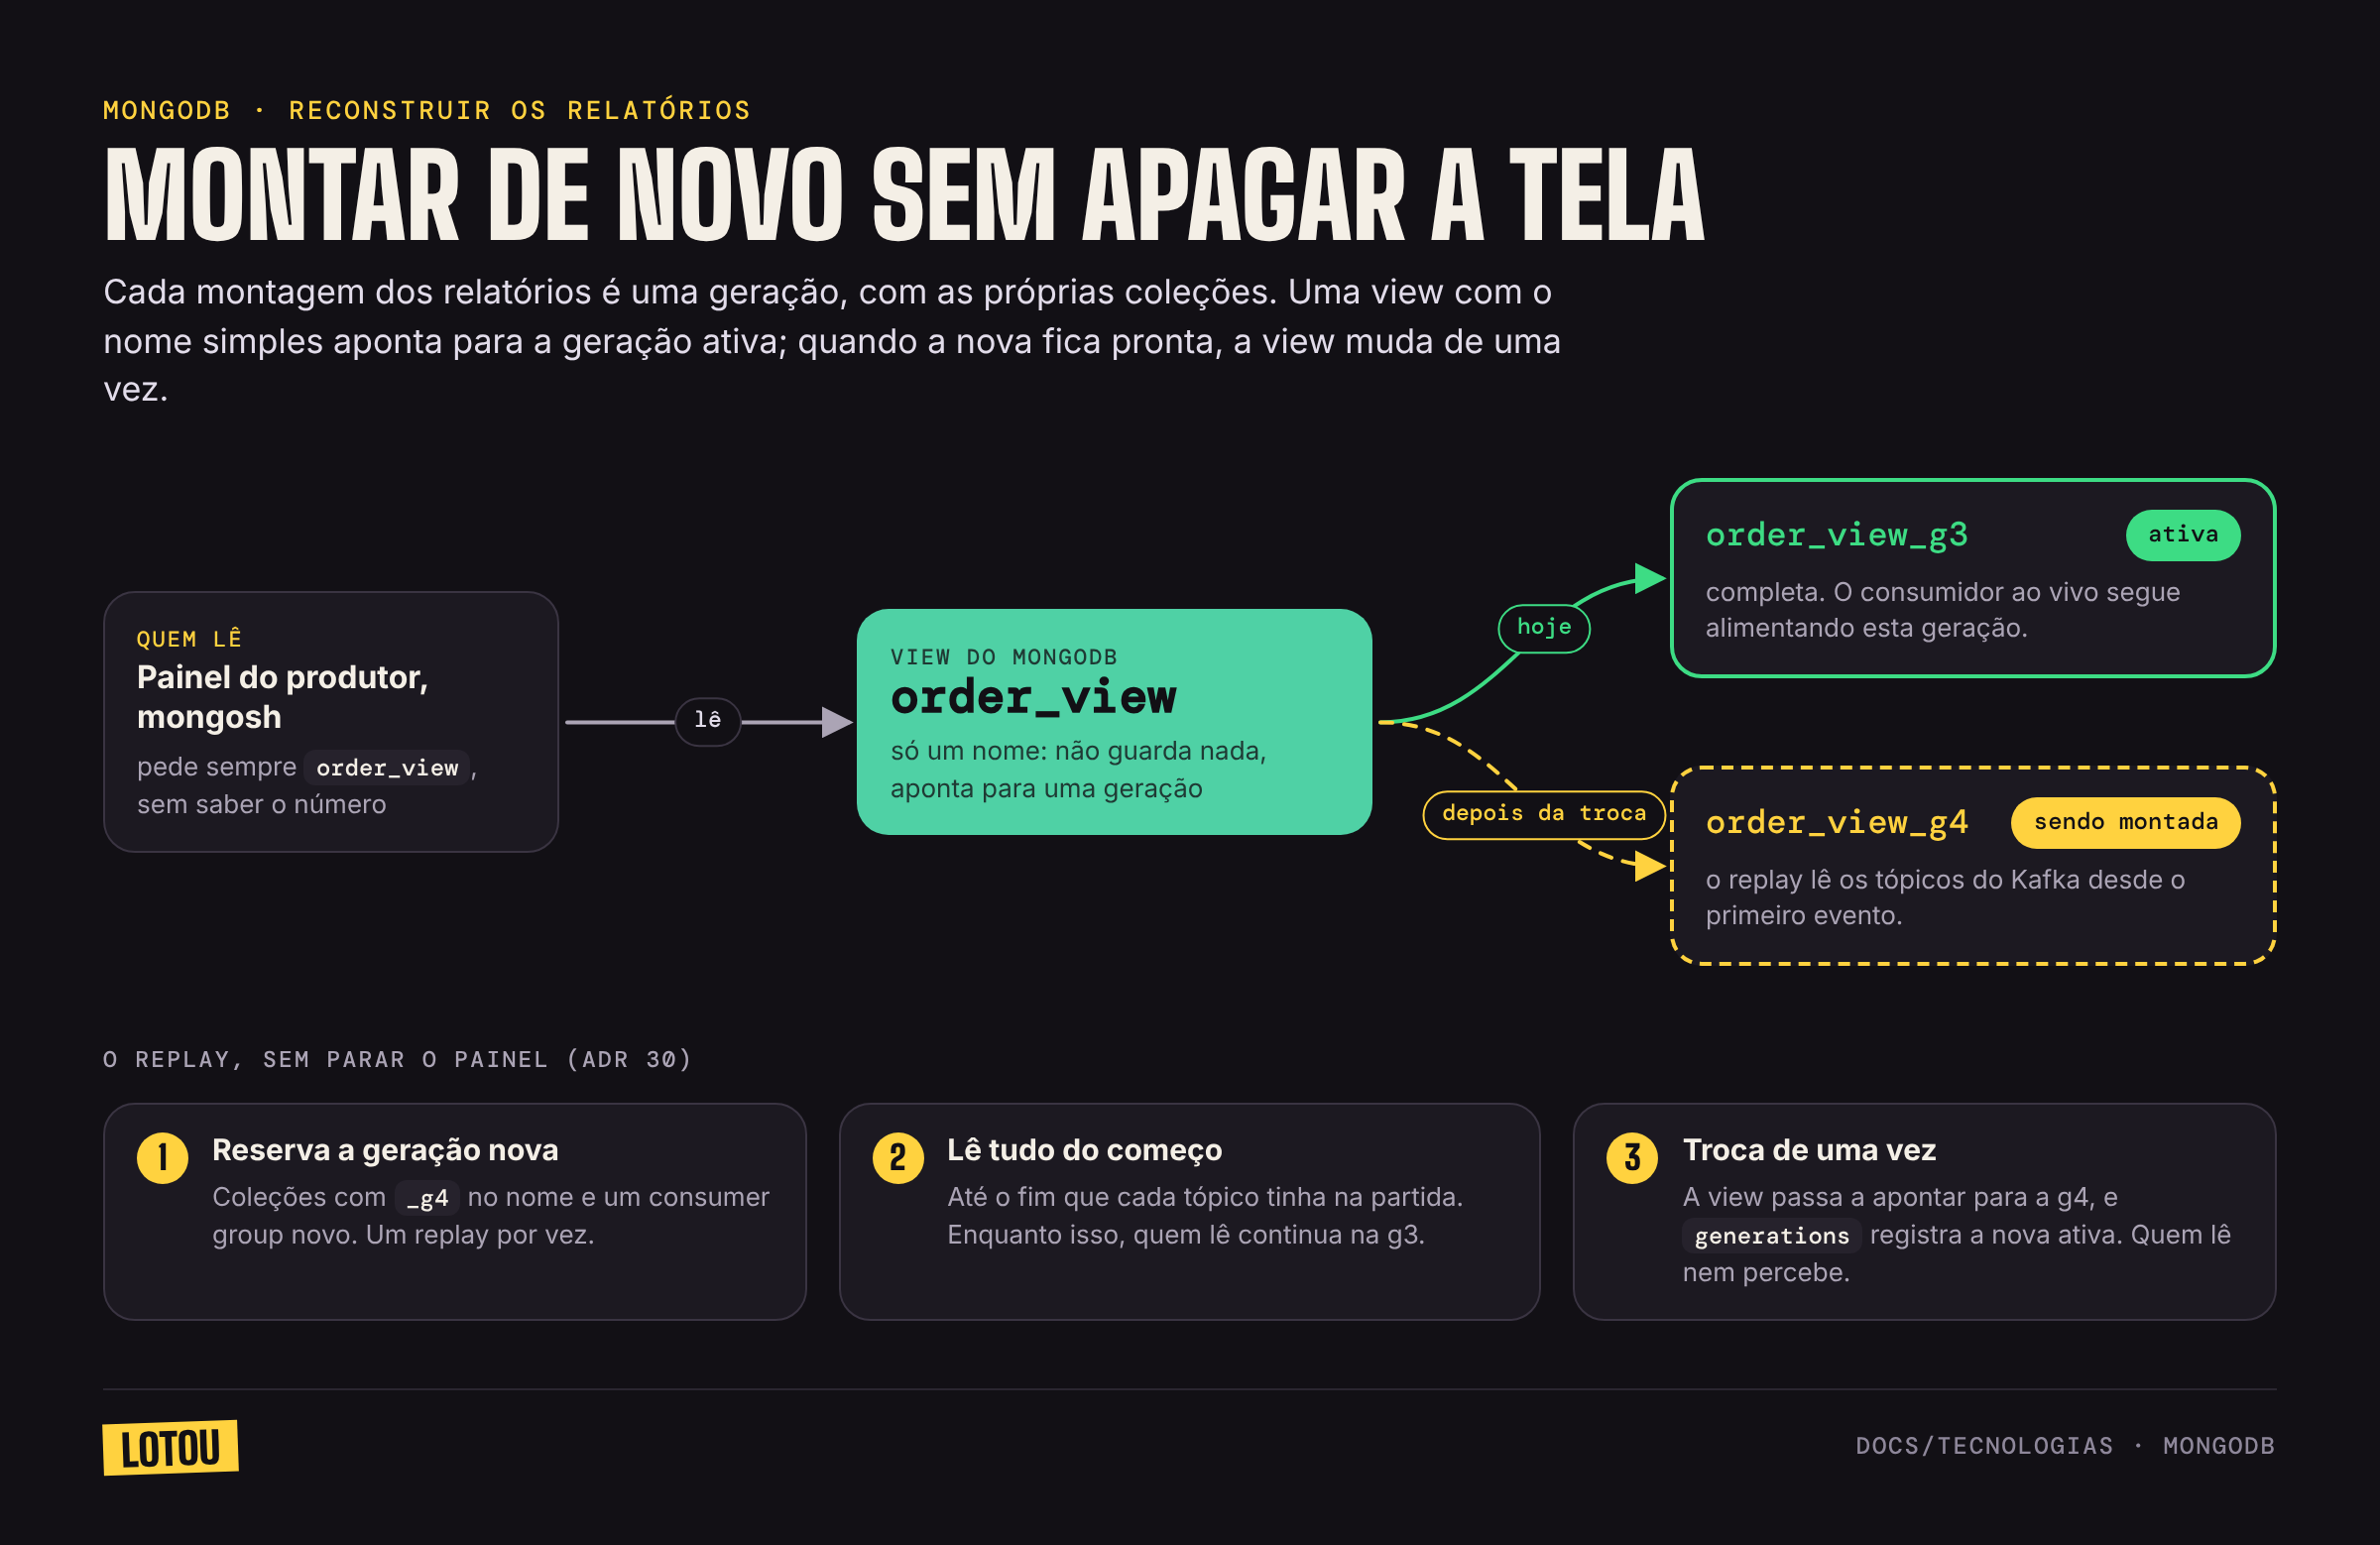 MONGODB · RECONSTRUIR OS RELATÓRIOS
MONTAR DE NOVO SEM APAGAR A TELA
Cada montagem dos relatórios é uma geração, com as próprias coleções. Uma view com o
nome simples aponta para a geração ativa; quando a nova fica pronta, a view muda de uma
vez.
QUEM LÊ
Painel do produtor,
mongosh
pede sempre order_view,
sem saber o número
lê
VIEW DO MONGODB
order_view
só um nome: não guarda nada,
aponta para uma geração
hoje
depois da troca
order_view_g3 ativa
completa. O consumidor ao vivo segue
alimentando esta geração.
order_view_g4 sendo montada
o replay lê os tópicos do Kafka desde o
primeiro evento.
O REPLAY, SEM PARAR O PAINEL (ADR 30)
1 Reserva a geração nova
Coleções com _g4 no nome e um consumer
group novo. Um replay por vez.
2 Lê tudo do começo
Até o fim que cada tópico tinha na partida.
Enquanto isso, quem lê continua na g3.
3 Troca de uma vez
A view passa a apontar para a g4, e
generations registra a nova ativa. Quem lê
nem percebe.
LOTOU
DOCS/TECNOLOGIAS · MONGODB